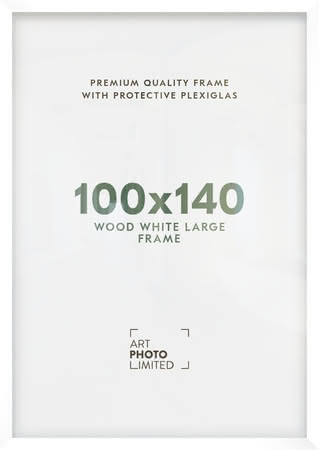 PREMIUM QUALITY FRAME
WITH PROTECTIVE PLEXIGLAS
100x140
WOOD WHITE LARGE
FRAME
ART
PHOTO
LIMITED